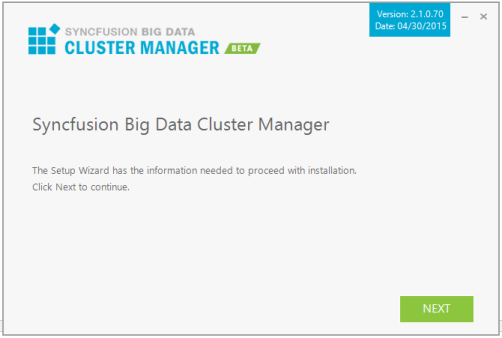 SYNCFUSION BIG DATA
CLUSTER MANAGER BETA
Version: 2.1.0.70
Date: 04/30/2015
Syncfusion Big Data Cluster Manager
The Setup Wizard has the information needed to proceed with installation.
Click Next to continue.
NEXT